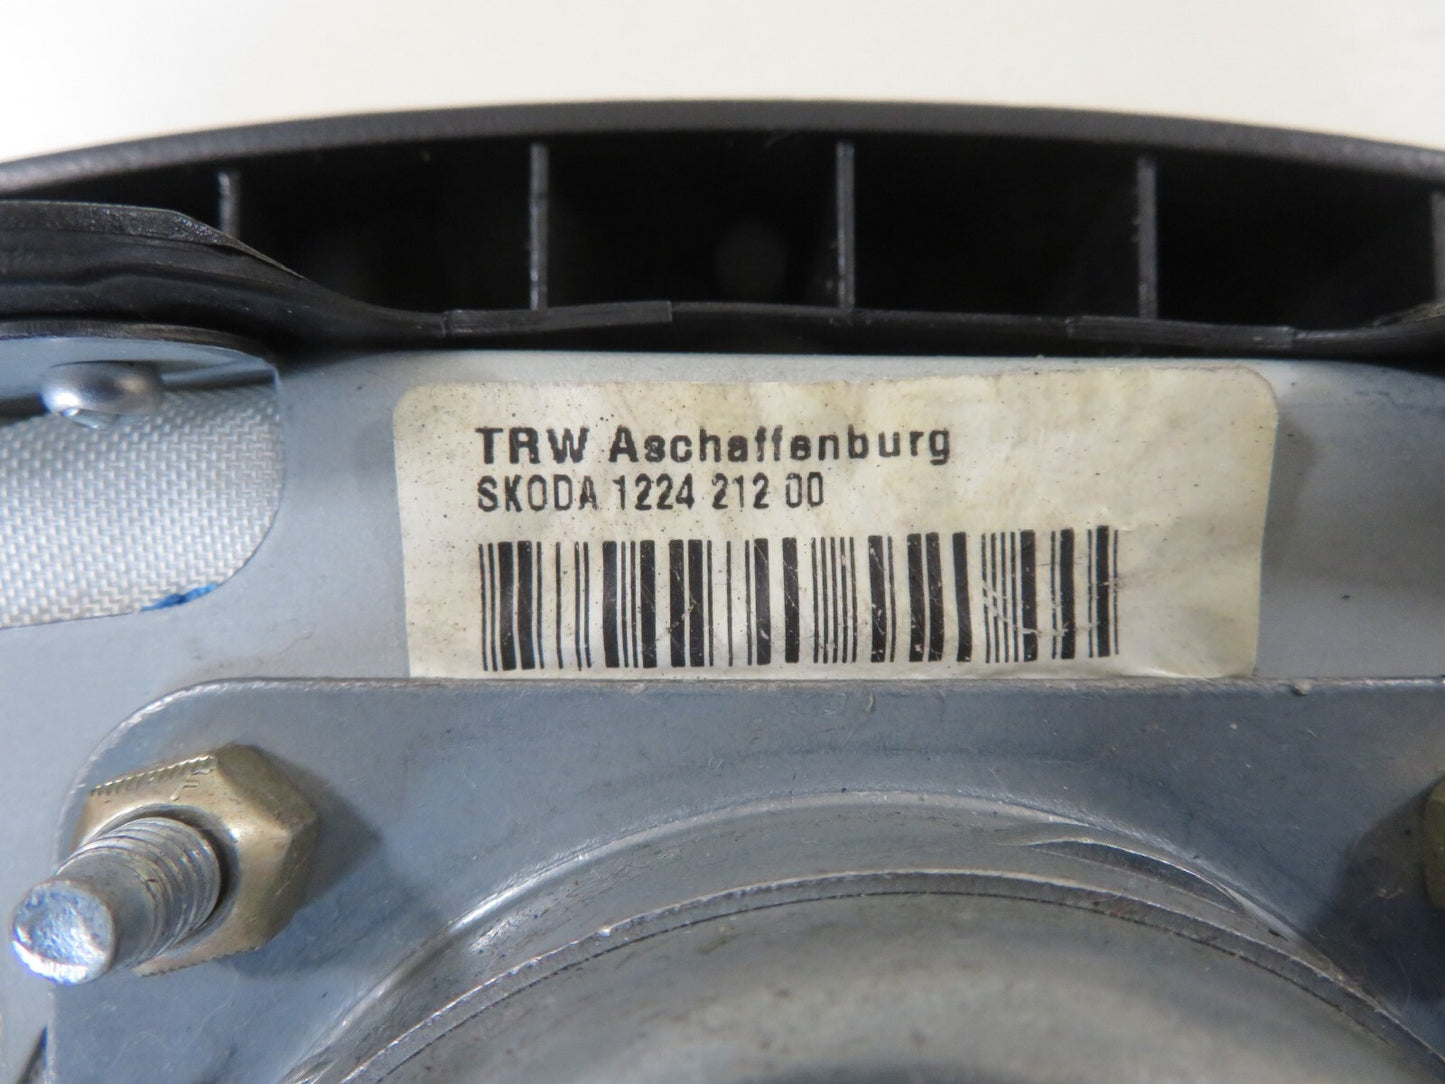 TRW Aschaffenburg
SKODA 1224 212 00